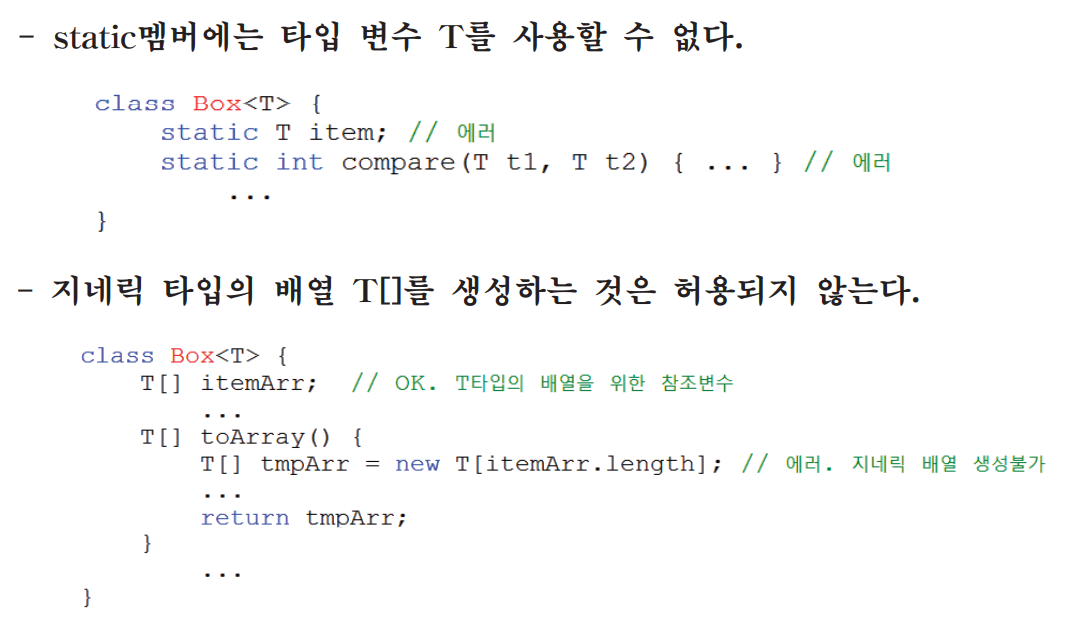 - static멤버에는 타입 변수 T를 사용할 수 없다.
class Box<T> {
static T item; // 에러
static int compare(T t1, T t2) { ... } // 에러
...
}
- 지네릭 타입의 배열 T[]를 생성하는 것은 허용되지 않는다.
class Box<T> {
T[] itemArr; // OK. T타입의 배열을 위한 참조변수
...
T[] toArray() {
T[] tmpArr = new T[itemArr.length]; // 에러. 지네릭 배열 생성불가
...
return tmpArr;
}
...
}